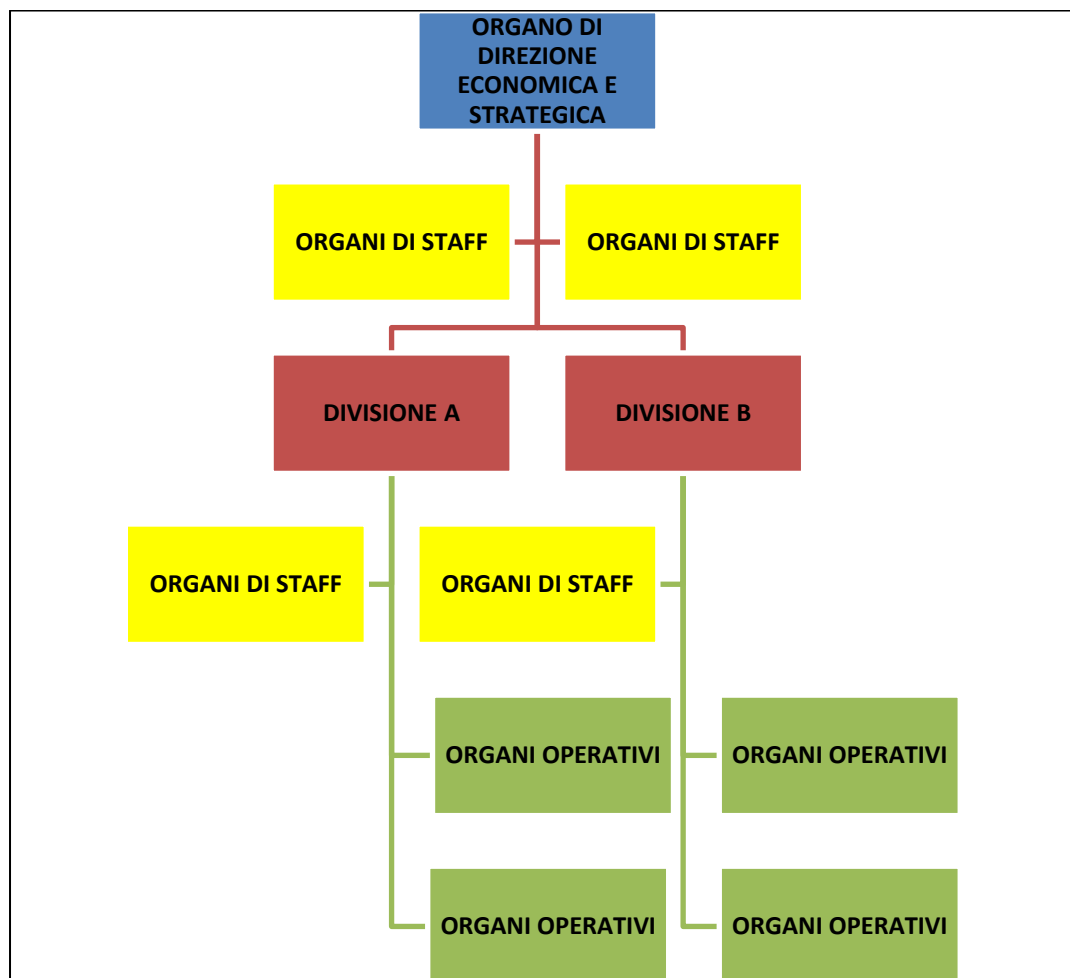 ORGANO DI
DIREZIONE
ECONOMICA E
STRATEGICA
ORGANI DI STAFF
ORGANI DI STAFF
DIVISIONE A
DIVISIONE B
ORGANI DI STAFF
ORGANI DI STAFF
ORGANI OPERATIVI
ORGANI OPERATIVI
ORGANI OPERATIVI
ORGANI OPERATIVI